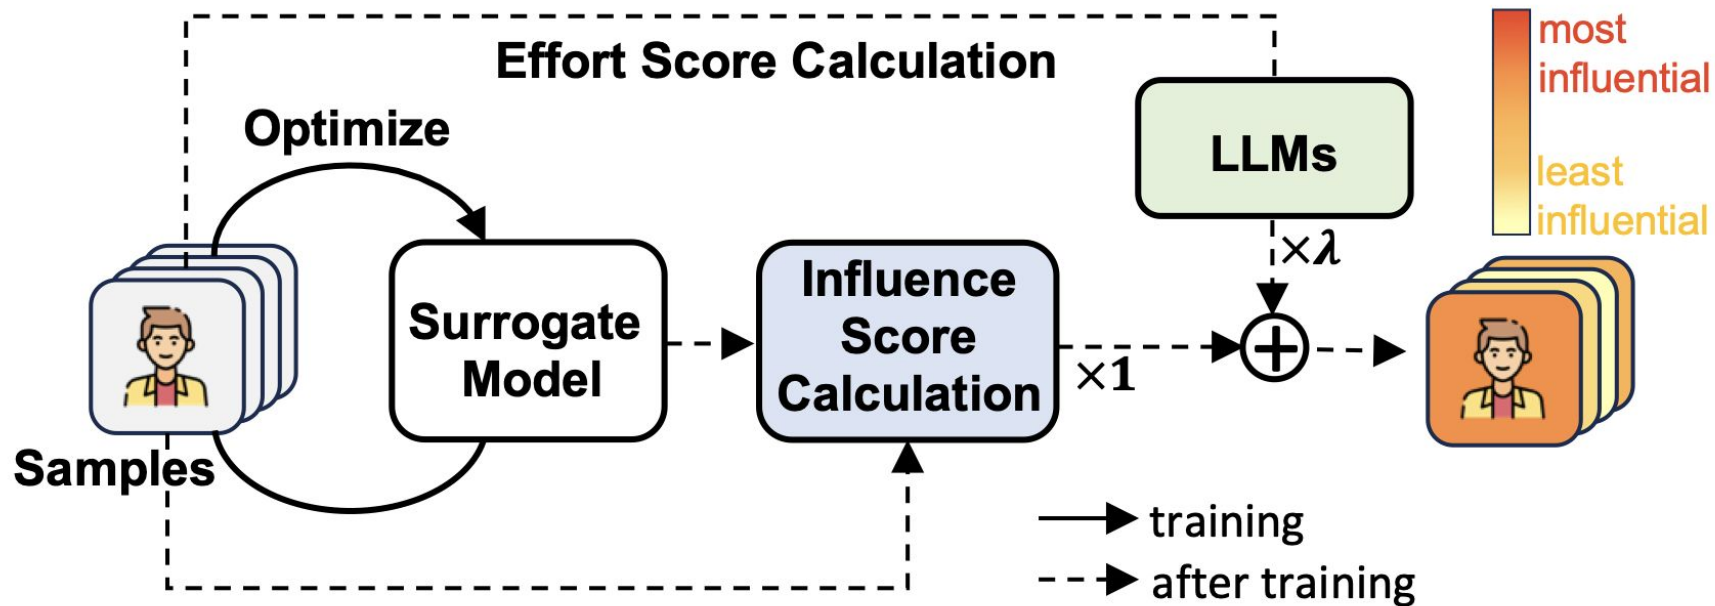 Effort Score Calculation
Optimize
LLMs
most
influential
least
influential
×λ
Surrogate
Model
Influence
Score
Calculation
×1
Samples
training
after training